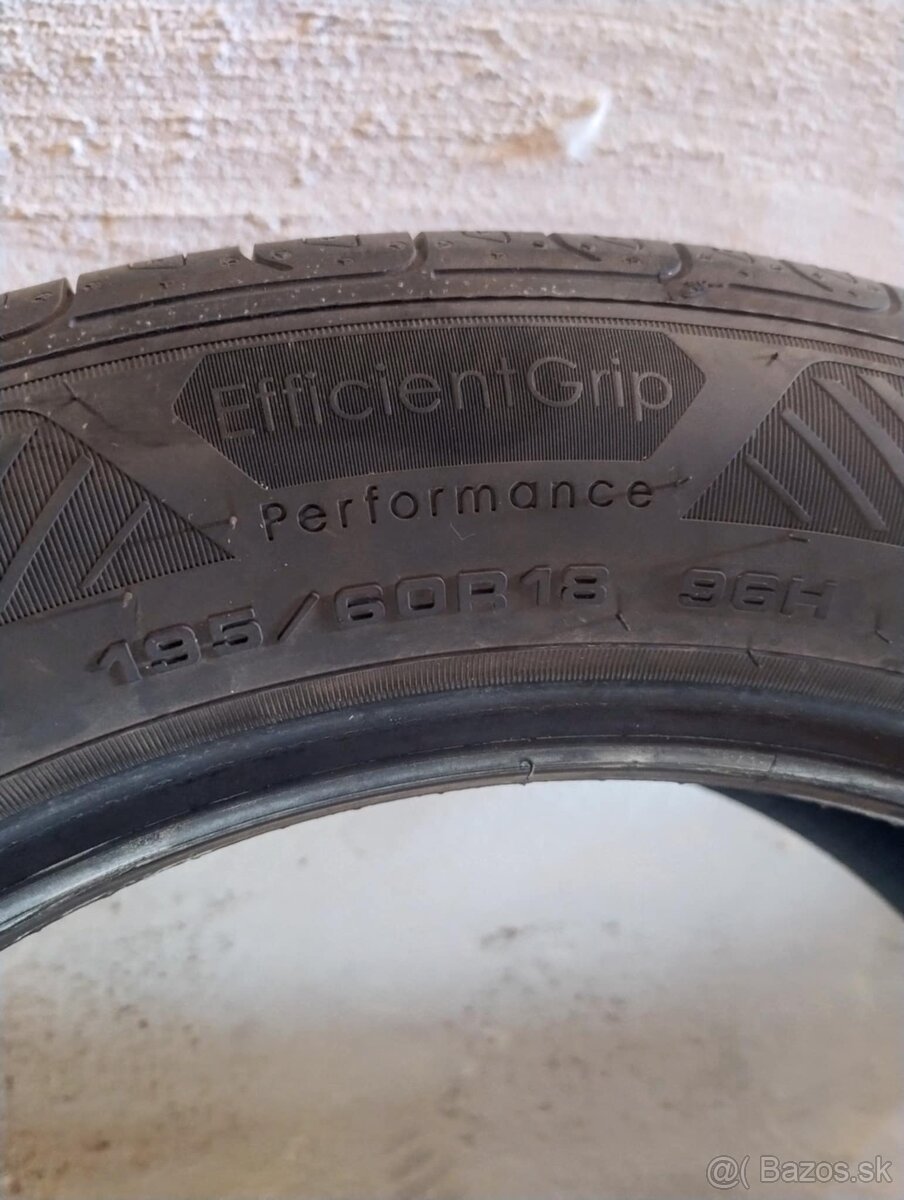 EfficientGrip
Performance
195/60R18 96H
@( Bazos.sk